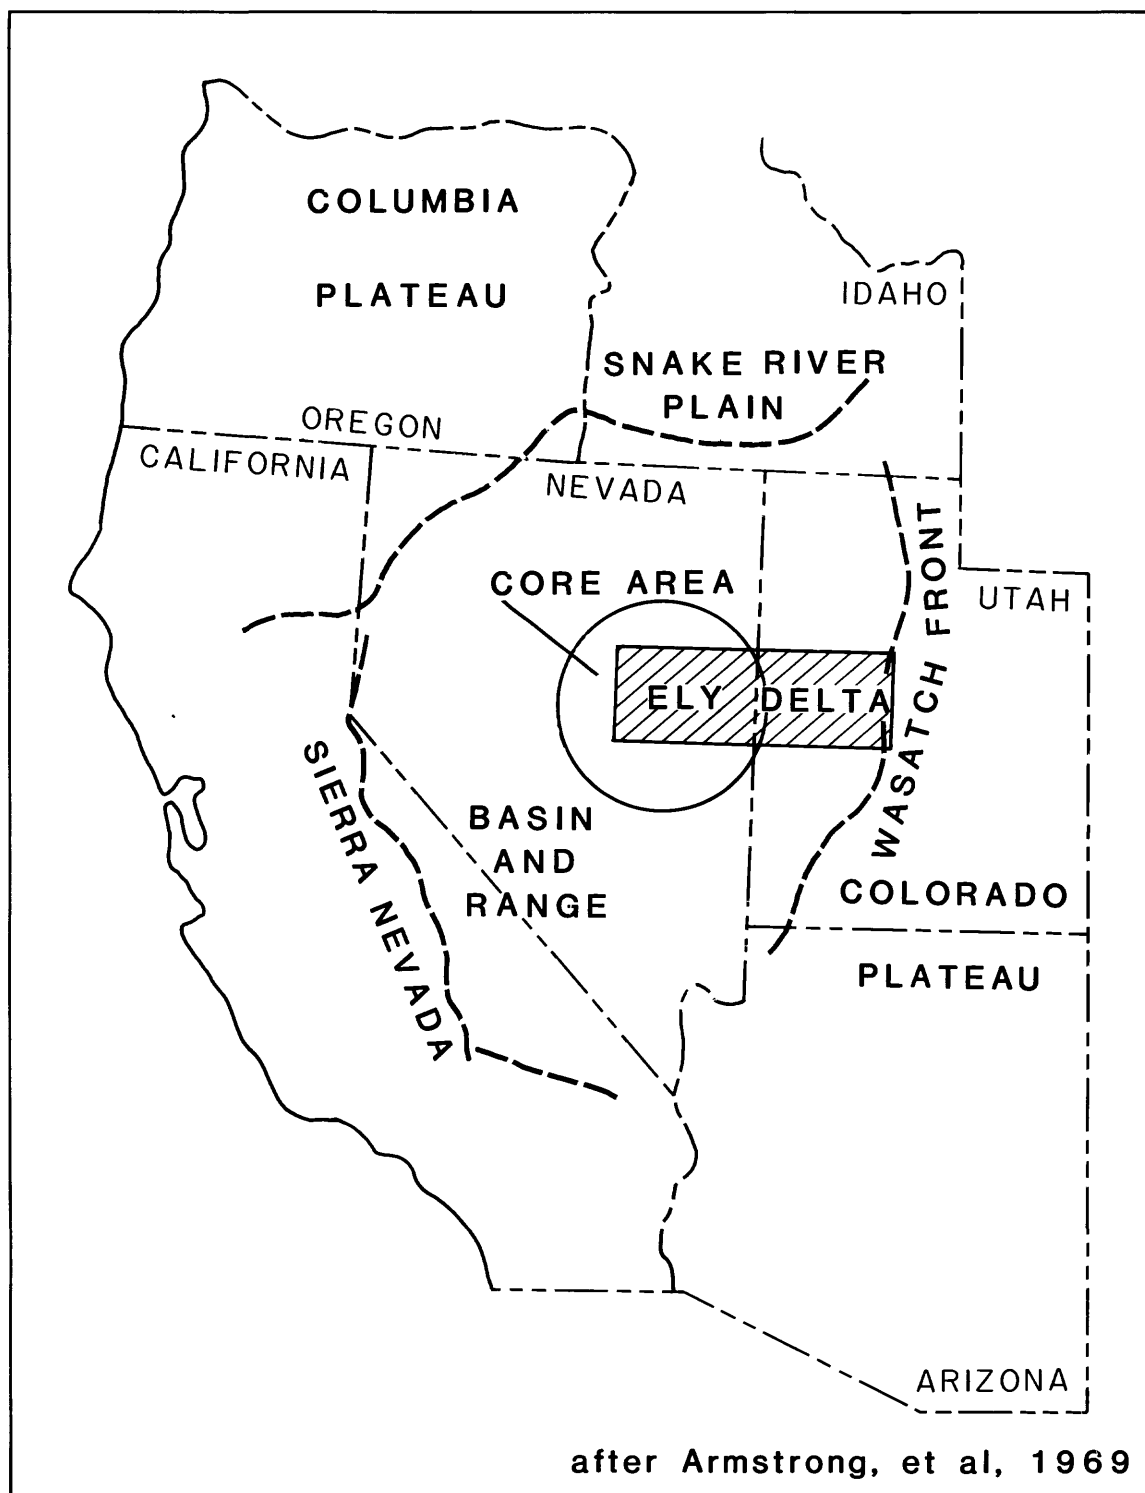 COLUMBIA
PLATEAU
IDAHO
SNAKE RIVER
PLAIN
OREGON
CALIFORNIA
NEVADA
CORE AREA
UTAH
WASATCH FRONT
ELY
DELTA
SIERRA NEVADA
BASIN
AND
RANGE
COLORADO
PLATEAU
ARIZONA
after Armstrong, et al, 1969